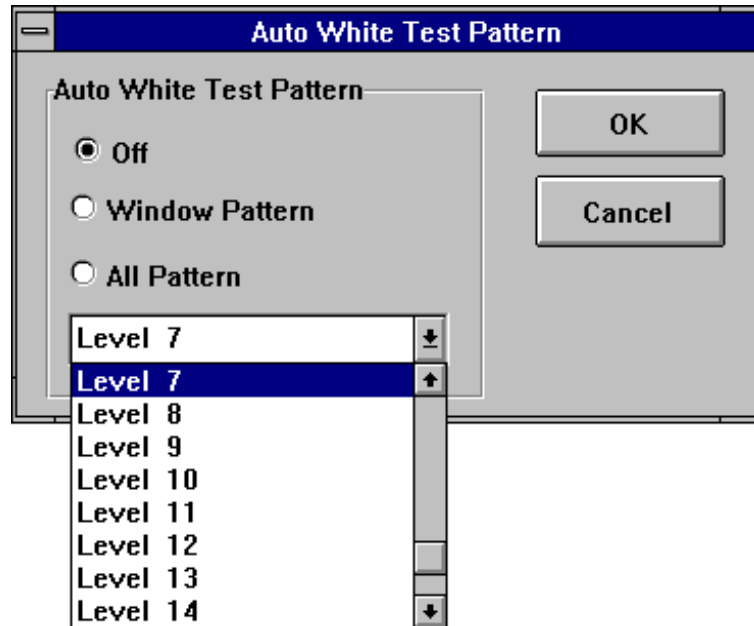 Auto White Test Pattern
Auto White Test Pattern
Off
OK
Window Pattern
Cancel
All Pattern
Level 7
Level 7
Level 8
Level 9
Level 10
Level 11
Level 12
Level 13
Level 14